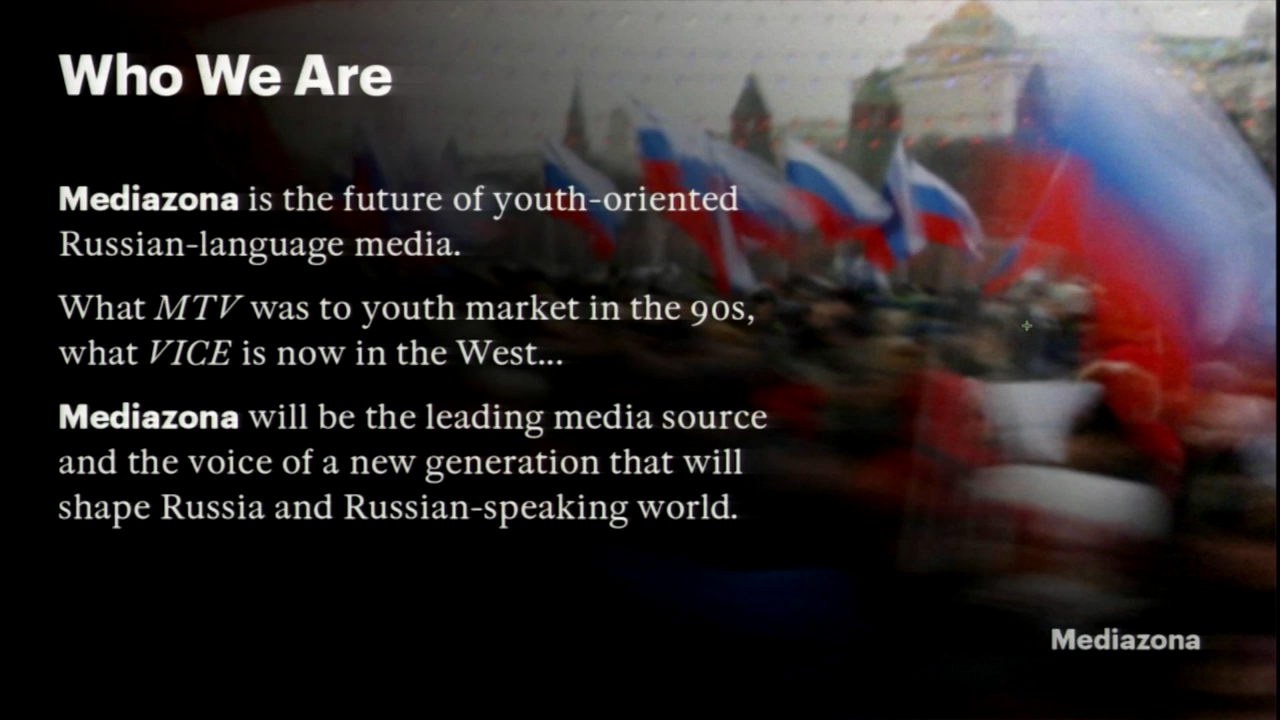 Who We Are
Mediazona is the future of youth-oriented
Russian-language media.
What MTV was to youth market in the 90s,
what VICE is now in the West...
Mediazona will be the leading media source
and the voice of a new generation that will
shape Russia and Russian-speaking world.
Mediazona